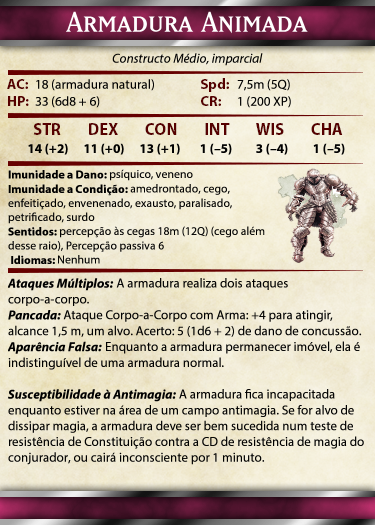 ARMADURA ANIMADA
Constructo Médio, imparcial
AC: 18 (armadura natural) Spd: 7,5m (5Q)
HP: 33 (6d8 + 6) CR: 1 (200 XP)
STR DEX CON INT WIS CHA
14 (+2) 11 (+0) 13 (+1) 1 (–5) 3 (–4) 1 (–5)
Imunidade a Dano: psíquico, veneno
Imunidade a Condição: amedrontado, cego,
enfeitiçado, envenenado, exausto, paralisado,
petrificado, surdo
Sentidos: percepção às cegas 18m (12Q) (cego além
desse raio), Percepção passiva 6
Idiomas: Nenhum
Ataques Múltiplos: A armadura realiza dois ataques
corpo-a-corpo.
Pancada: Ataque Corpo-a-Corpo com Arma: +4 para atingir,
alcance 1,5 m, um alvo. Acerto: 5 (1d6 + 2) de dano de concussão.
Aparência Falsa: Enquanto a armadura permanecer imóvel, ela é
indistinguível de uma armadura normal.
Susceptibilidade à Antimagia: A armadura fica incapacitada
enquanto estiver na área de um campo antimagia. Se for alvo de
dissipar magia, a armadura deve ser bem sucedida num teste de
resistência de Constituição contra a CD de resistência de magia do
conjurador, ou cairá inconsciente por 1 minuto.